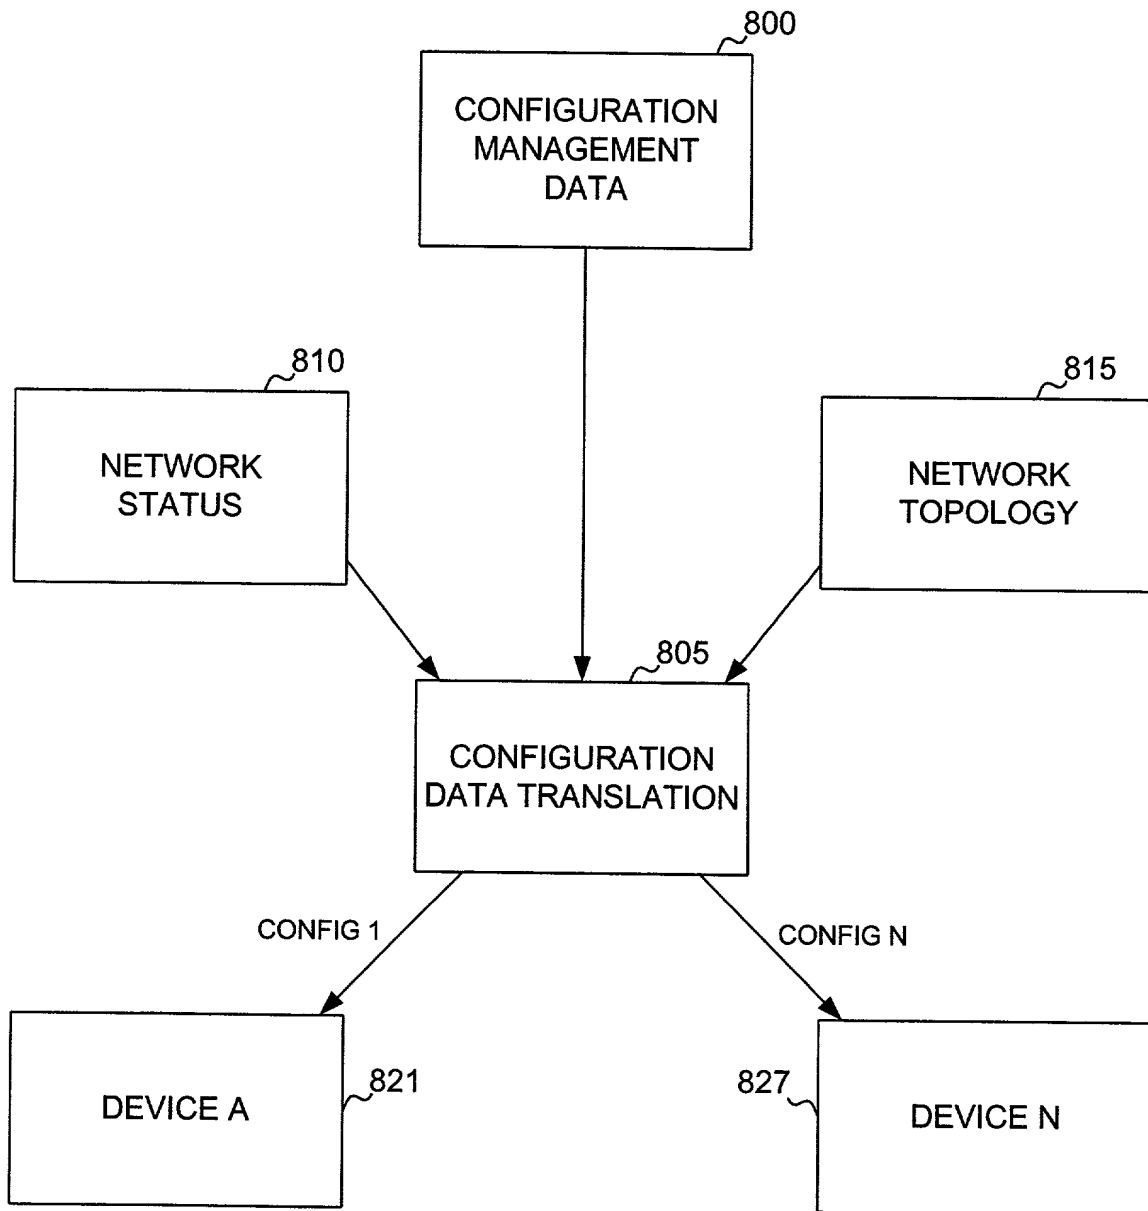 800
CONFIGURATION
MANAGEMENT
DATA
810
NETWORK
STATUS
815
NETWORK
TOPOLOGY
805
CONFIGURATION
DATA TRANSLATION
CONFIG 1
CONFIG N
DEVICE A
821
827
DEVICE N